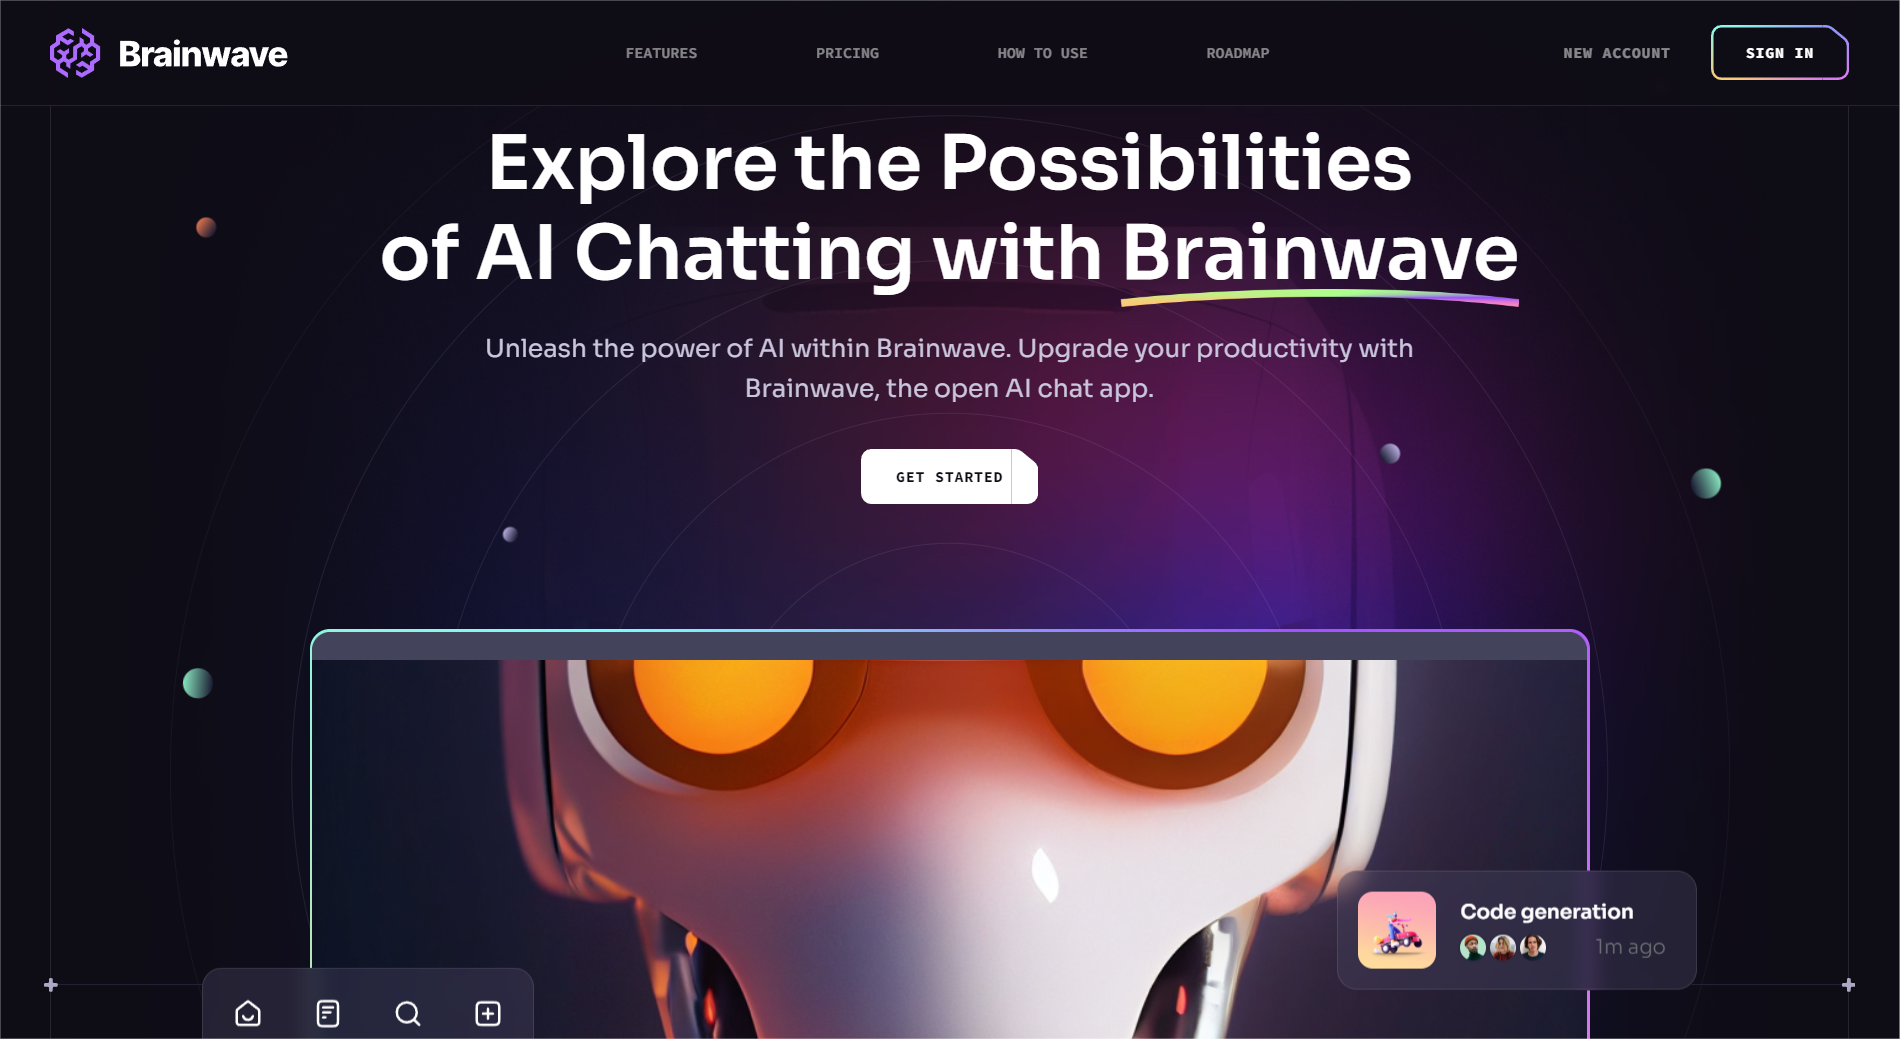 Brainwave
FEATURES
PRICING
HOW TO USE
ROADMAP
NEW ACCOUNT
SIGN IN
Explore the Possibilities
of AI Chatting with Brainwave
Unleash the power of AI within Brainwave. Upgrade your productivity with
Brainwave, the open AI chat app.
GET STARTED
Code generation
1m ago